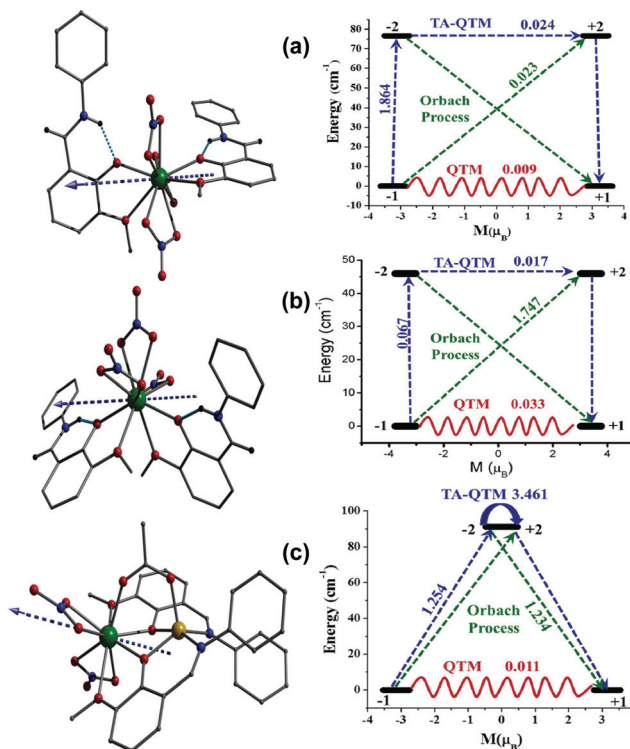 (a)
80
70
60
50
40
30
20
10
0
-10
Energy (cm⁻¹)
-2
TA-QTM 0.024
+2
1.864
0.023
Orbach
Process
QTM 0.009
-1
+1
-4 -3 -2 -1 0 1 2 3 4
M(μB)
(b)
50
40
30
20
10
0
Energy (cm⁻¹)
-2
TA-QTM 0.017
+2
0.067
1.747
Orbach
Process
QTM 0.033
-1
+1
-4 -2 0 2 4
M (μB)
(c)
100
80
60
40
20
0
Energy (cm⁻¹)
TA-QTM 3.461
-2 +2
1.254
1.234
Orbach
Process
QTM 0.011
-1
+1
-4 -3 -2 -1 0 1 2 3 4
M(μB)